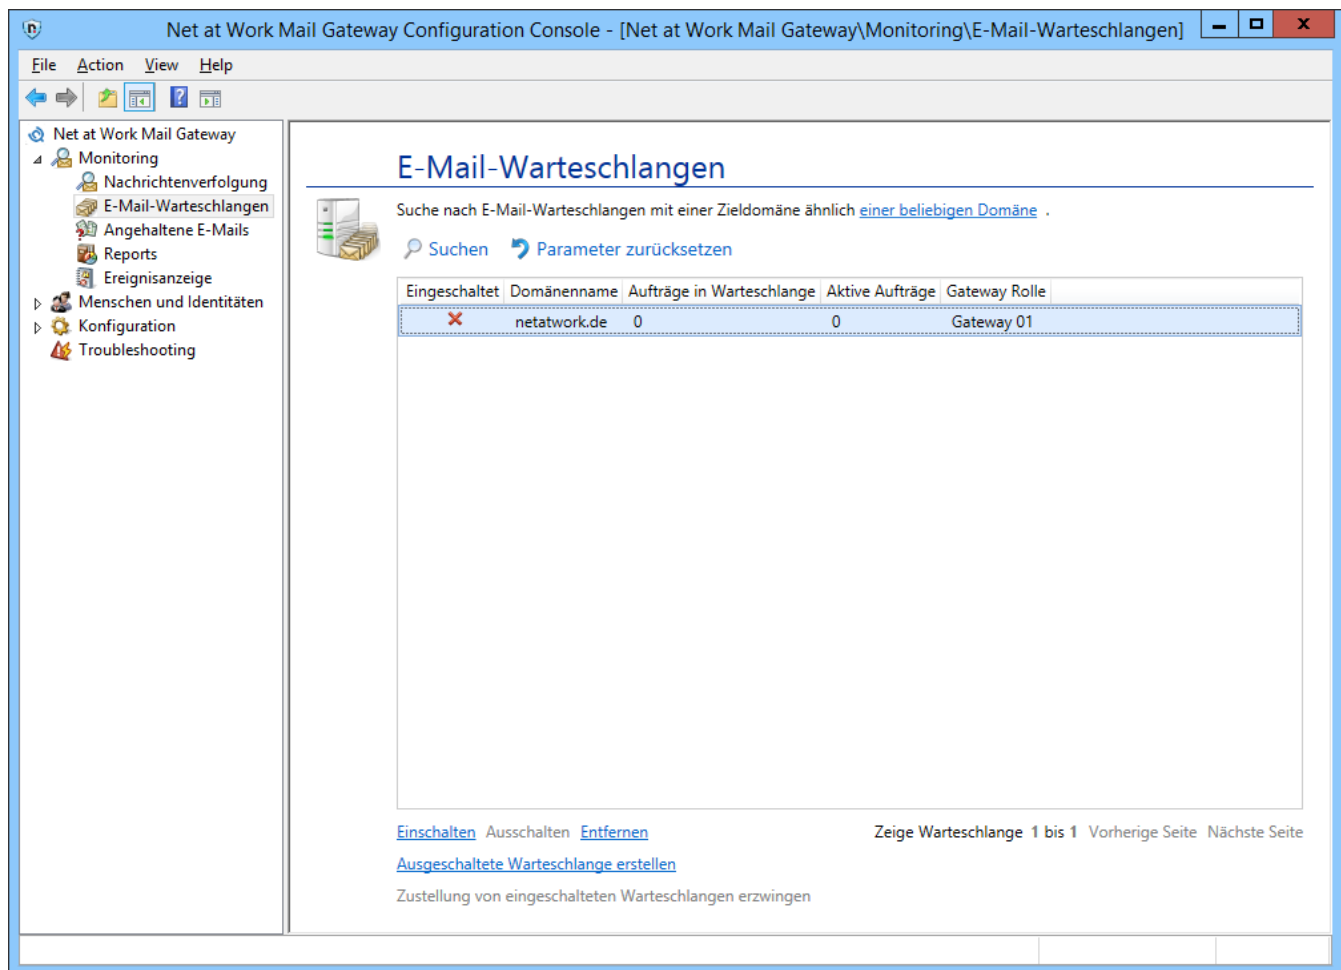 Net at Work Mail Gateway Configuration Console - [Net at Work Mail Gateway\Monitoring\E-Mail-Warteschlangen]
File Action View Help
Net at Work Mail Gateway
Monitoring
Nachrichtenverfolgung
E-Mail-Warteschlangen
Angehaltene E-Mails
Reports
Ereignisanzeige
Menschen und Identitäten
Konfiguration
Troubleshooting
E-Mail-Warteschlangen
Suche nach E-Mail-Warteschlangen mit einer Zieldomäne ähnlich einer beliebigen Domäne .
Suchen Parameter zurücksetzen
Eingeschaltet Domänenname Aufträge in Warteschlange Aktive Aufträge Gateway Rolle
netatwork.de 0 0 Gateway 01
Einschalten Ausschalten Entfernen Zeige Warteschlange 1 bis 1 Vorherige Seite Nächste Seite
Ausgeschaltete Warteschlange erstellen
Zustellung von eingeschalteten Warteschlangen erzwingen